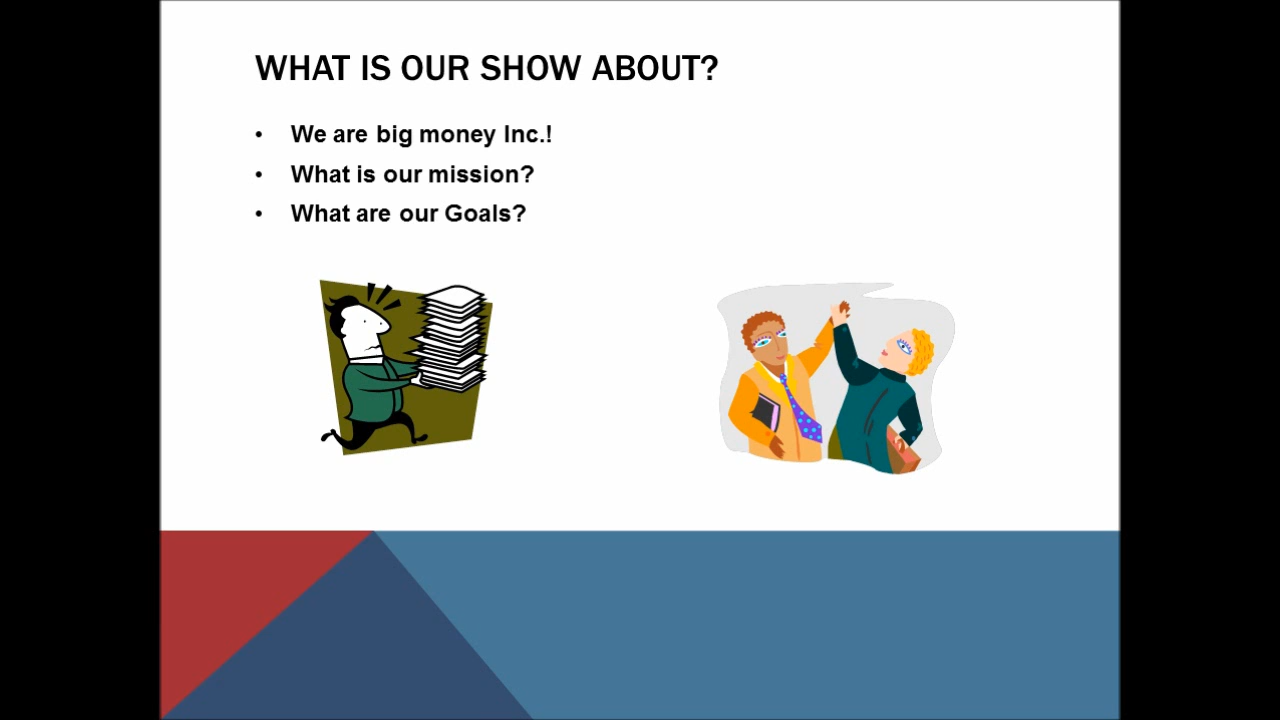 WHAT IS OUR SHOW ABOUT?
• We are big money Inc.!
• What is our mission?
• What are our Goals?